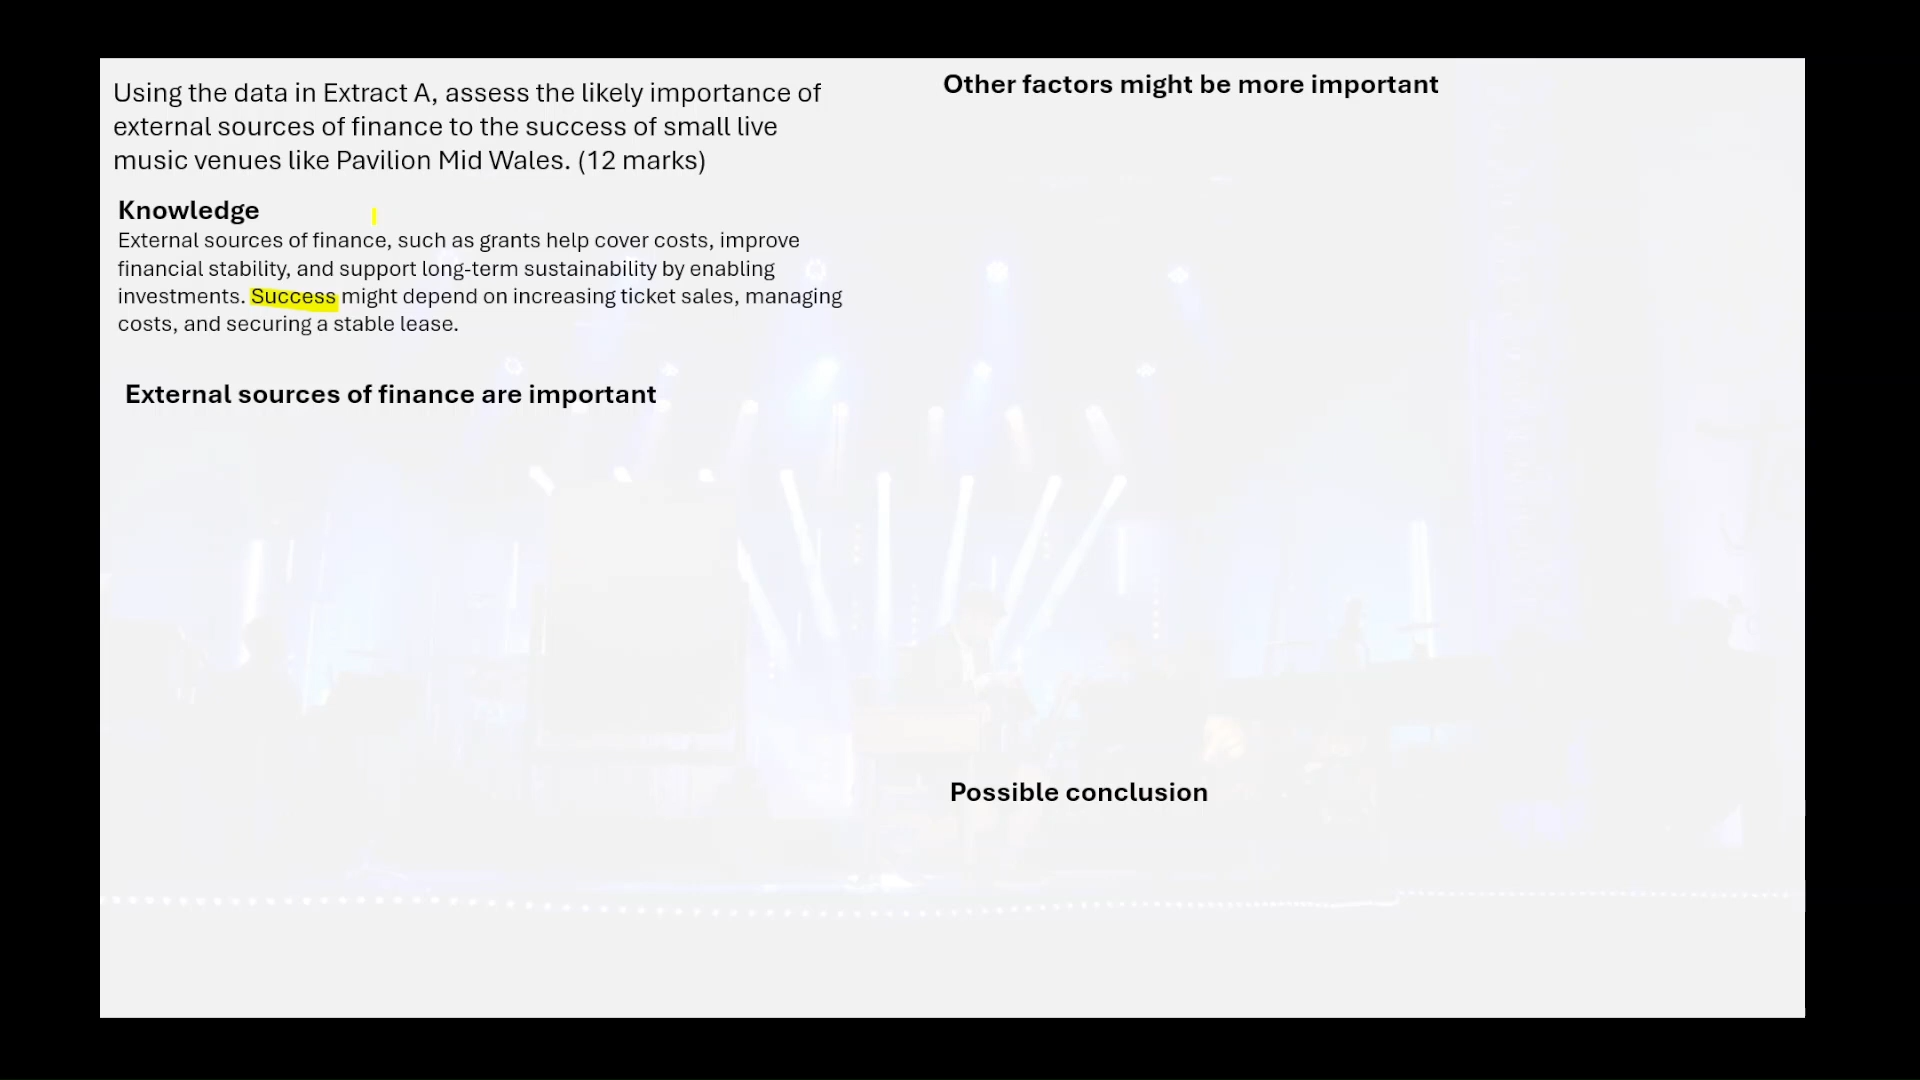 Using the data in Extract A, assess the likely importance of
external sources of finance to the success of small live
music venues like Pavilion Mid Wales. (12 marks)
Knowledge
External sources of finance, such as grants help cover costs, improve
financial stability, and support long-term sustainability by enabling
investments. Success might depend on increasing ticket sales, managing
costs, and securing a stable lease.
External sources of finance are important
Other factors might be more important
Possible conclusion